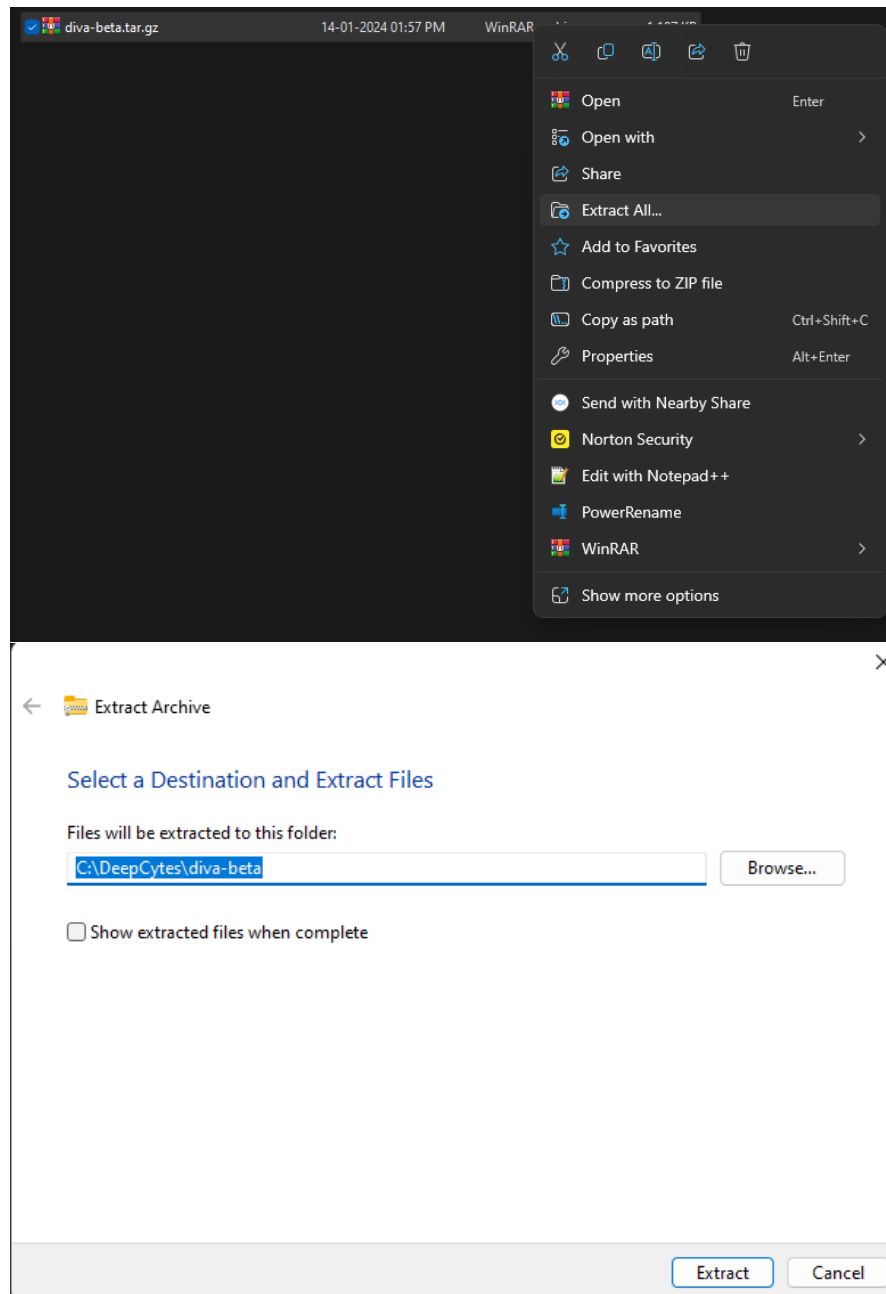 diva-beta.tar.gz 14-01-2024 01:57 PM WinRAR
Open Enter
Open with
Share
Extract All...
Add to Favorites
Compress to ZIP file
Copy as path Ctrl+Shift+C
Properties Alt+Enter
Send with Nearby Share
Norton Security
Edit with Notepad++
PowerRename
WinRAR
Show more options
Extract Archive
Select a Destination and Extract Files
Files will be extracted to this folder:
C:\DeepCytes\diva-beta Browse...
Show extracted files when complete
Extract Cancel